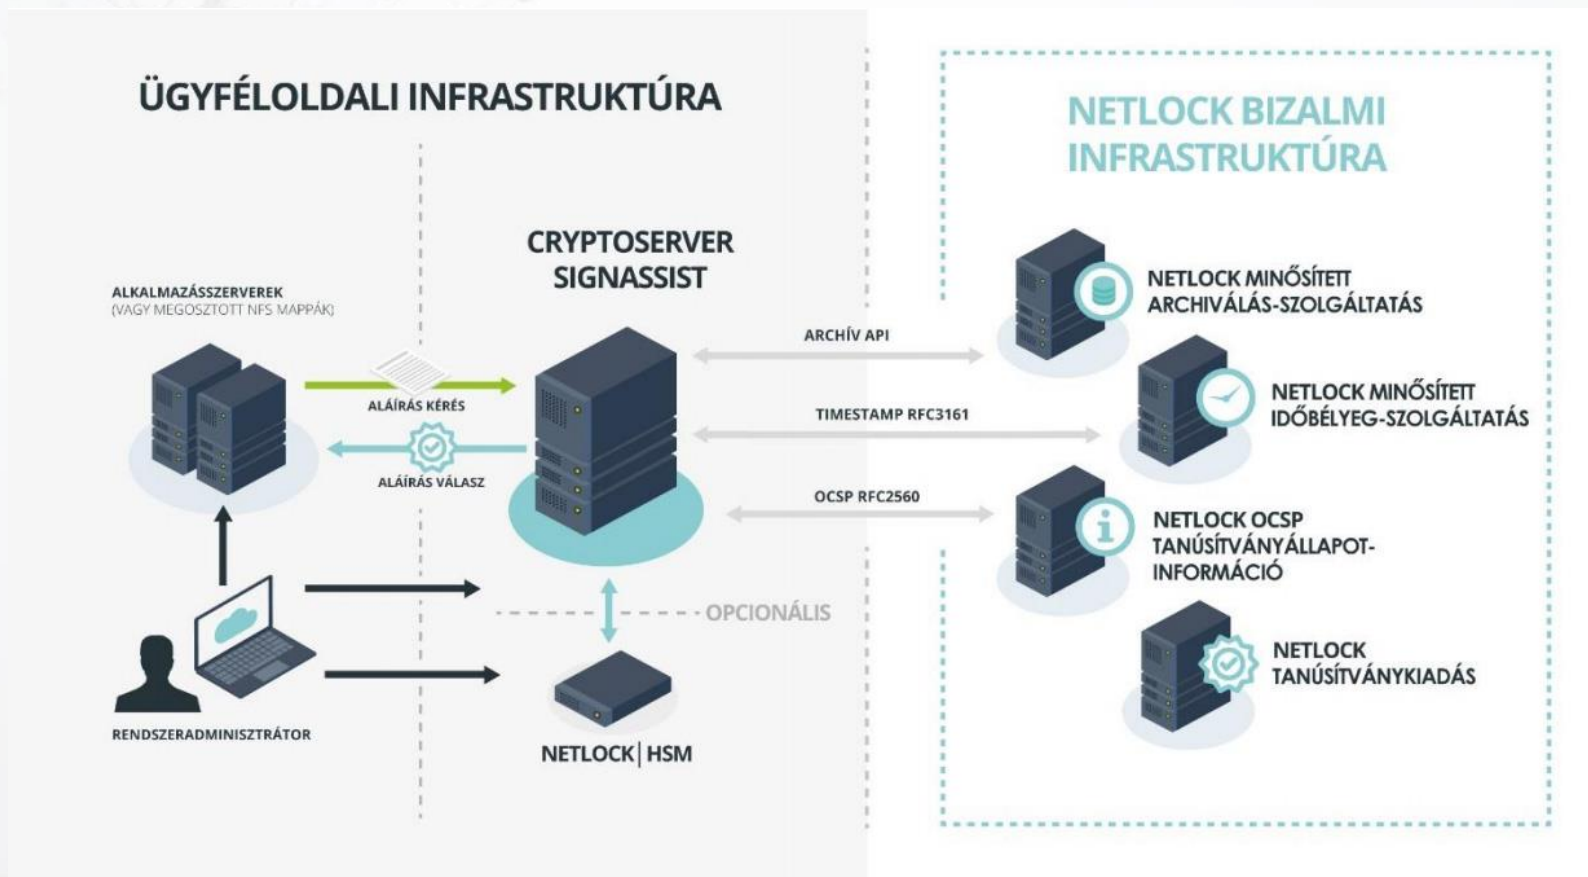 ÜGYFÉLOLDALI INFRASTRUKTÚRA
NETLOCK BIZALMI
INFRASTRUKTÚRA
CRYPTOSERVER
SIGNASSIST
ALKALMAZÁSSZERVEREK
(VAGY MEGOSZTOTT NFS MAPPÁK)
ALÁÍRÁS KÉRÉS
ALÁÍRÁS VÁLASZ
ARCHÍV API
TIMESTAMP RFC3161
OCSP RFC2560
NETLOCK MINŐSÍTETT
ARCHIVÁLÁS-SZOLGÁLTATÁS
NETLOCK MINŐSÍTETT
IDŐBÉLYEG-SZOLGÁLTATÁS
NETLOCK OCSP
TANÚSÍTVÁNYÁLLAPOT-
INFORMÁCIÓ
NETLOCK
TANÚSÍTVÁNYKIADÁS
OPCIONÁLIS
RENDSZERADMINISZTRÁTOR
NETLOCK|HSM